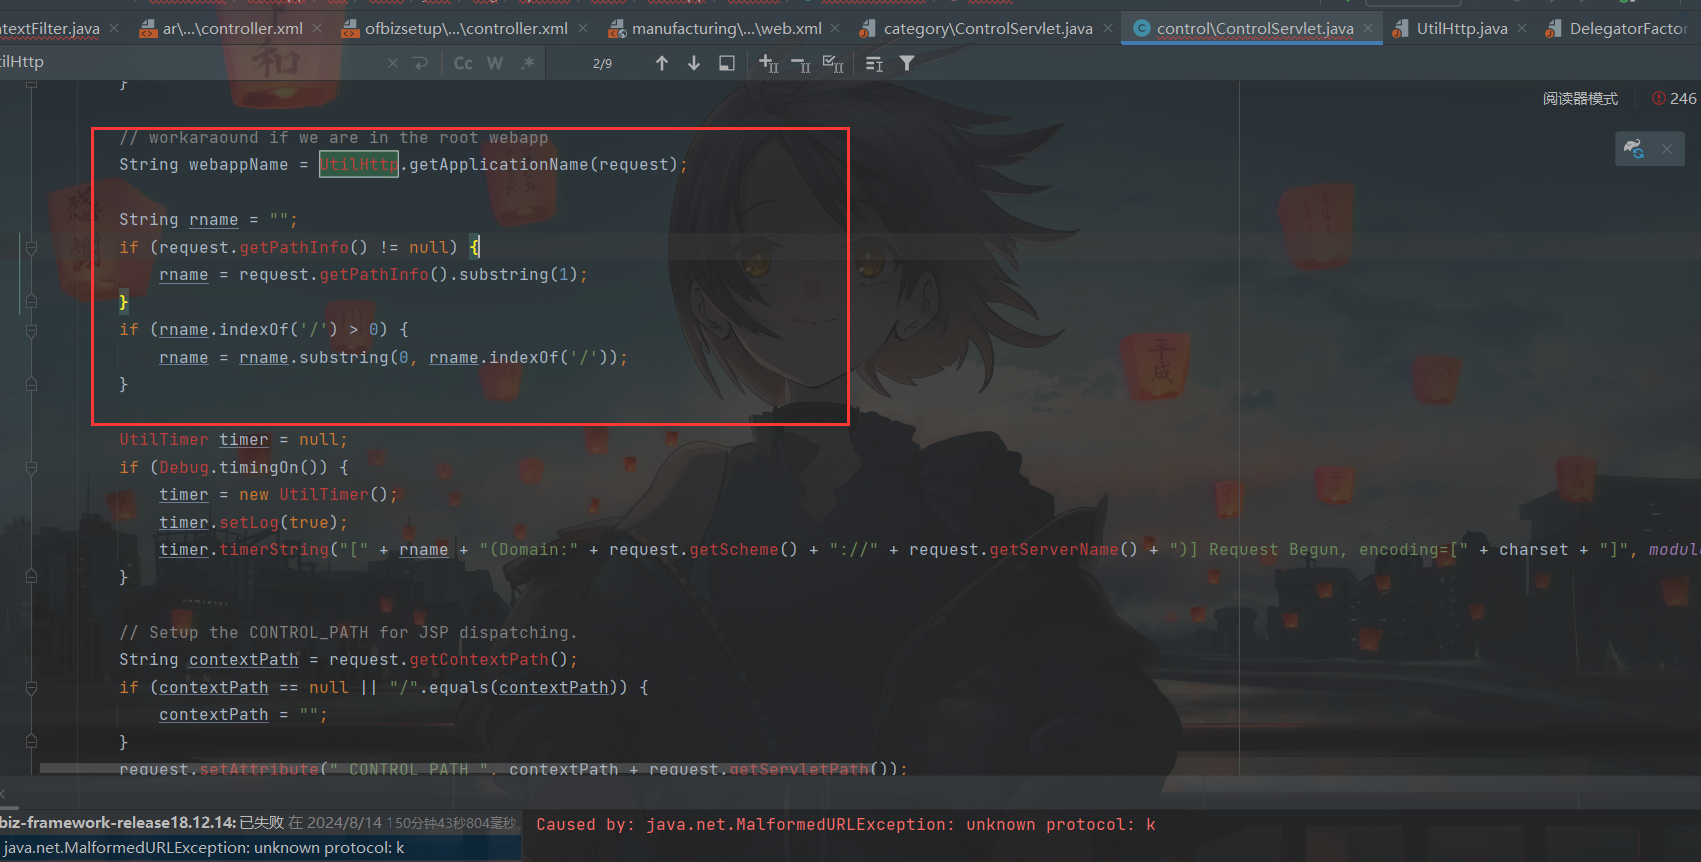 textFilter.java
ar\...\controller.xml
ofbizsetup\...\controller.xml
manufacturing\...\web.xml
category\ControlServlet.java
control\ControlServlet.java
UtilHttp.java
DelegatorFactor
tilHttp
Cc
W
.*
2/9
阅读器模式
246
}
// workaraound if we are in the root webapp
String webappName = UtilHttp.getApplicationName(request);
String rname = "";
if (request.getPathInfo() != null) {
rname = request.getPathInfo().substring(1);
}
if (rname.indexOf('/') > 0) {
rname = rname.substring(0, rname.indexOf('/'));
}
UtilTimer timer = null;
if (Debug.timingOn()) {
timer = new UtilTimer();
timer.setLog(true);
timer.timerString("[" + rname + "(Domain:" + request.getScheme() + "://" + request.getServerName() + ")] Request Begun, encoding=[" + charset + "]", modul
}
// Setup the CONTROL_PATH for JSP dispatching.
String contextPath = request.getContextPath();
if (contextPath == null || "/".equals(contextPath)) {
contextPath = "";
}
request.setAttribute("_CONTROL_PATH_", contextPath + request.getServletPath());
biz-framework-release18.12.14: 已失败 在 2024/8/14 1 50分钟43秒804毫秒
java.net.MalformedURLException: unknown protocol: k
Caused by: java.net.MalformedURLException: unknown protocol: k
和
感
謝
平
成